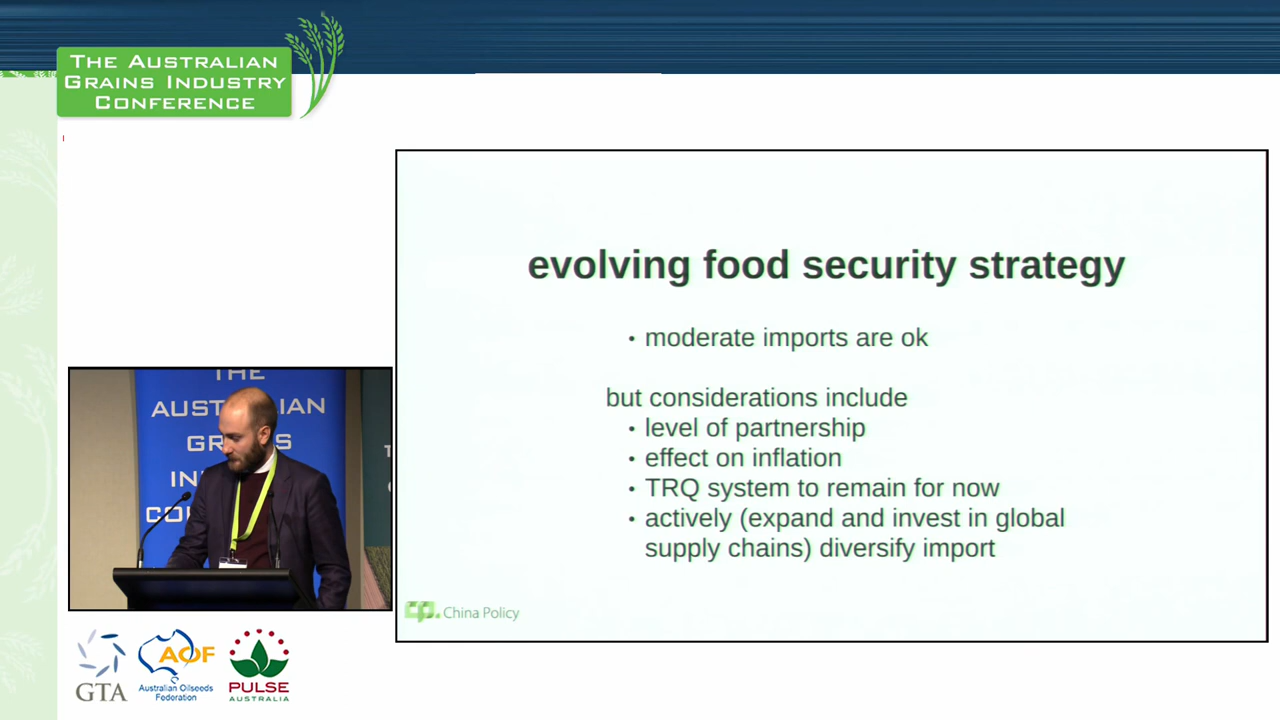 THE AUSTRALIAN
GRAINS INDUSTRY
CONFERENCE
evolving food security strategy
• moderate imports are ok
but considerations include
• level of partnership
• effect on inflation
• TRQ system to remain for now
• actively (expand and invest in global
supply chains) diversify import
cp. China Policy
THE
AUSTRALIAN
GTA
AOF
Australian Oilseeds
Federation
PULSE
AUSTRALIA